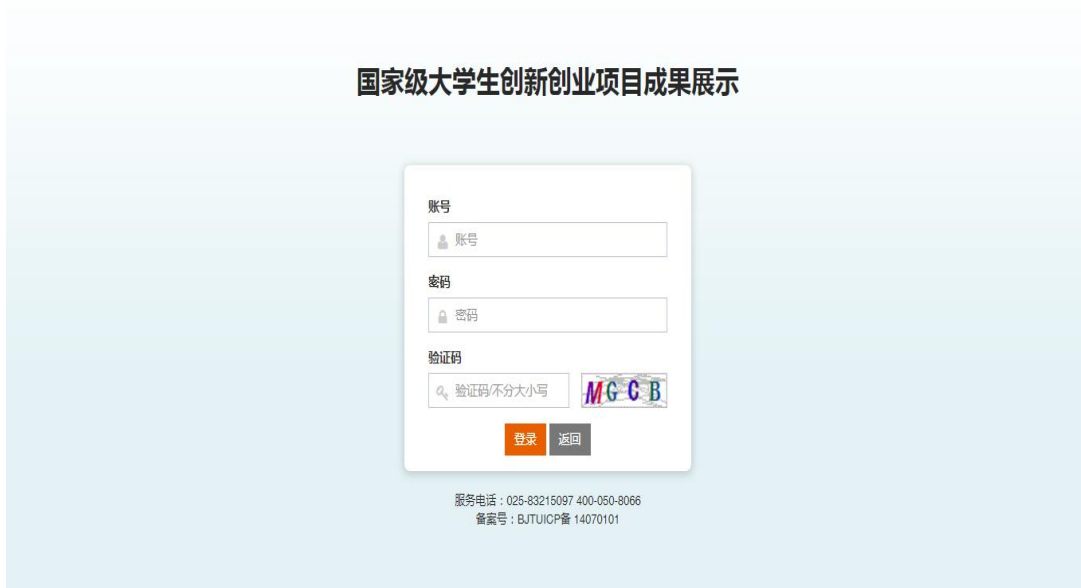 国家级大学生创新创业项目成果展示
账号
账号
密码
密码
验证码
验证码/不分大小写 MGCB
登录 返回
服务电话：025-83215097 400-050-8066
备案号：BJTUICP备 14070101